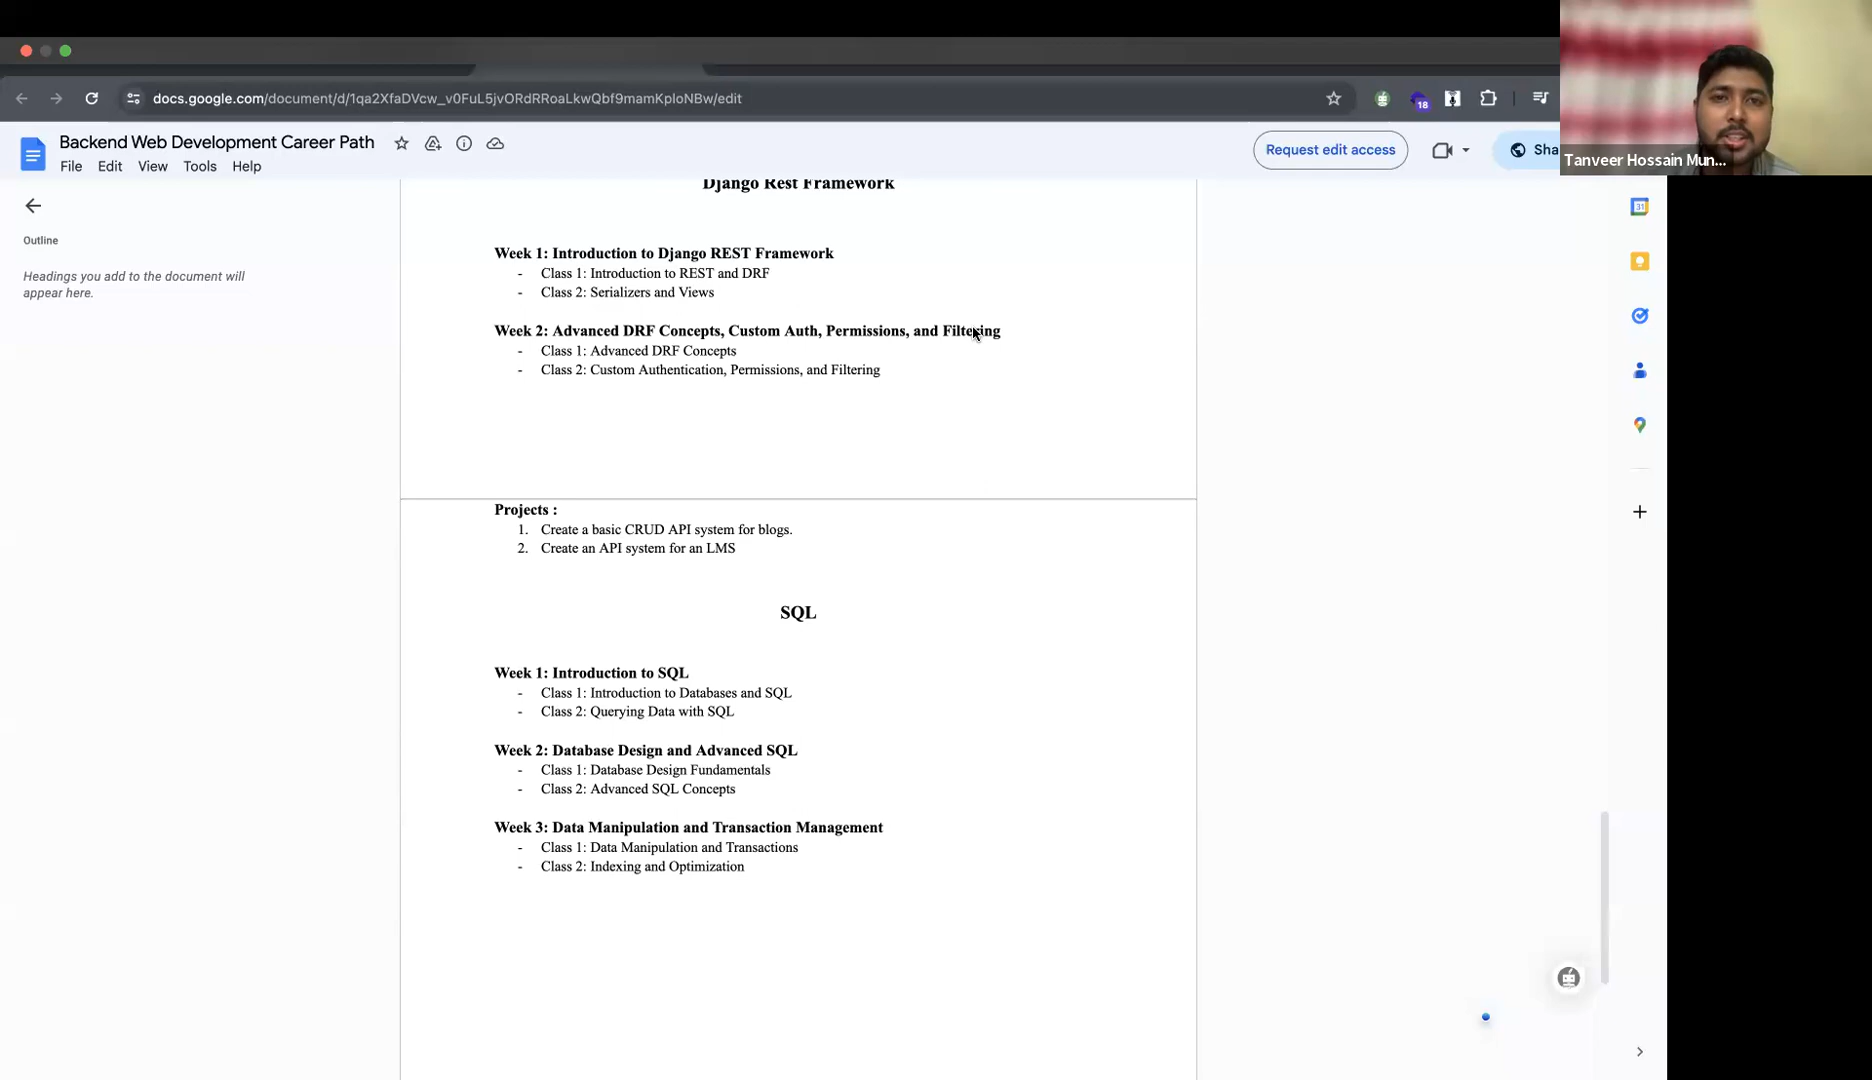 docs.google.com/document/d/1qa2XfaDVcw_v0FuL5jvORdRRoaLkwQbf9mamKploNBw/edit
18
Backend Web Development Career Path
File Edit View Tools Help
Request edit access
Sha
Tanveer Hossain Mun...
31
Outline
Headings you add to the document will
appear here.
Django Rest Framework
Week 1: Introduction to Django REST Framework
- Class 1: Introduction to REST and DRF
- Class 2: Serializers and Views
Week 2: Advanced DRF Concepts, Custom Auth, Permissions, and Filtering
- Class 1: Advanced DRF Concepts
- Class 2: Custom Authentication, Permissions, and Filtering
Projects :
1. Create a basic CRUD API system for blogs.
2. Create an API system for an LMS
SQL
Week 1: Introduction to SQL
- Class 1: Introduction to Databases and SQL
- Class 2: Querying Data with SQL
Week 2: Database Design and Advanced SQL
- Class 1: Database Design Fundamentals
- Class 2: Advanced SQL Concepts
Week 3: Data Manipulation and Transaction Management
- Class 1: Data Manipulation and Transactions
- Class 2: Indexing and Optimization